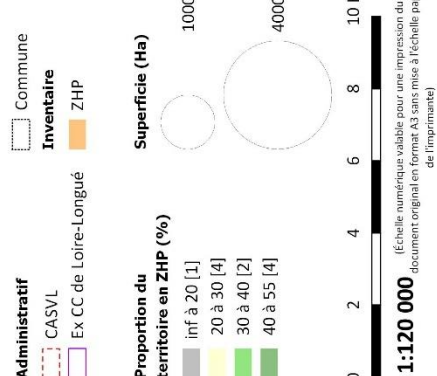 Administratif
CASVL
Ex CC de Loire-Longué
Commune
Inventaire
ZHP
Proportion du
territoire en ZHP (%)
inf à 20 [1]
20 à 30 [4]
30 à 40 [2]
40 à 55 [4]
Superficie (Ha)
1000
4000
0 2 4 6 8 10
1:120 000
(Échelle numérique valable pour une impression du
document original en format A3 sans mise à l'échelle
de l'imprimante)